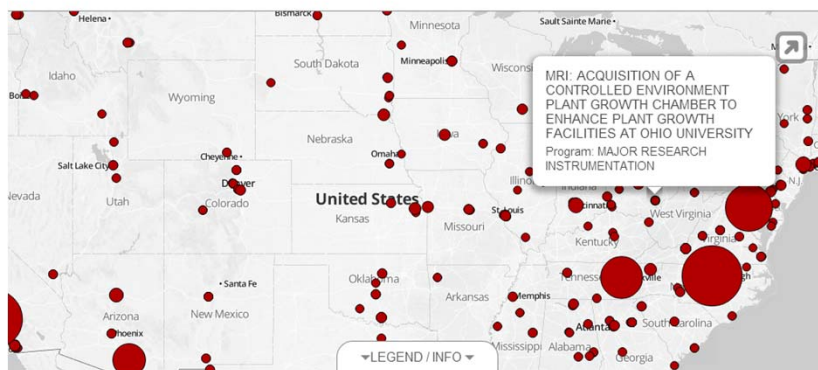 Helena
Bismarck
Minnesota
Sault Sainte Marie
Minneapolis
South Dakota
Wisconsin
Idaho
Wyoming
MRI: ACQUISITION OF A
CONTROLLED ENVIRONMENT
PLANT GROWTH CHAMBER TO
ENHANCE PLANT GROWTH
FACILITIES AT OHIO UNIVERSITY
Program: MAJOR RESEARCH
INSTRUMENTATION
York
Nebraska
Omaha
Cheyenne
Salt Lake City
Denver
Utah
Colorado
Nevada
United States
Kansas
Missouri
St. Louis
Indiana
West Virginia
Virginia
Kentucky
N J
Santa Fe
Oklahoma
Arkansas
Memphis
Arizona
New Mexico
Phoenix
Mississippi
Alabama
Atlanta
Georgia
South Carolina
LEGEND / INFO